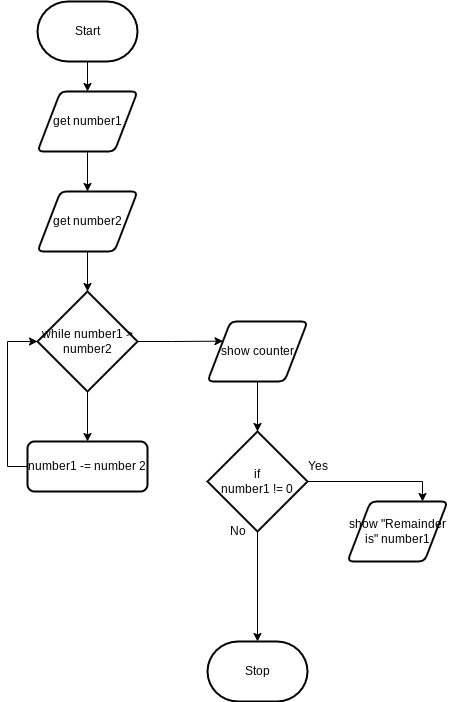 Start
get number1
get number2
while number1 >
number2
show counter
number1 -= number 2
if
number1 != 0
Yes
show "Remainder
is" number1
No
Stop